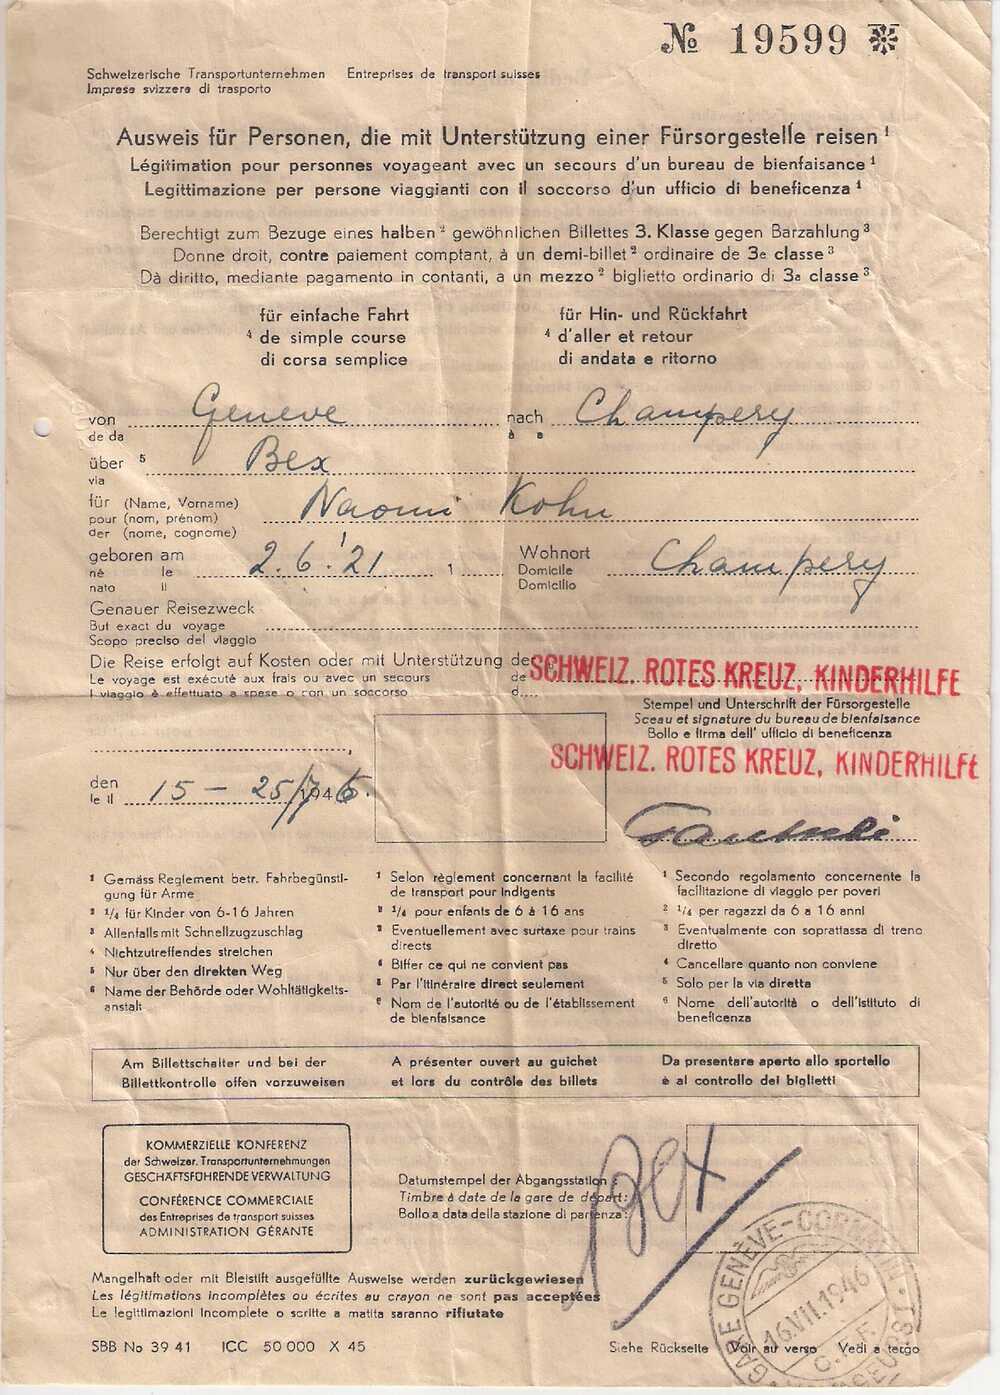 № 19599
Schweizerische Transportunternehmen Entreprises de transport suisses
Imprese svizzere di trasporto
Ausweis für Personen, die mit Unterstützung einer Fürsorgestelle reisen ¹
Légitimation pour personnes voyageant avec un secours d'un bureau de bienfaisance ¹
Legittimazione per persone viaggianti con il soccorso d'un ufficio di beneficenza ¹
Berechtigt zum Bezuge eines halben ² gewöhnlichen Billettes 3. Klasse gegen Barzahlung ³
Donne droit, contre paiement comptant, à un demi-billet ² ordinaire de 3e classe ³
Dà diritto, mediante pagamento in contanti, a un mezzo ² biglietto ordinario di 3a classe ³
für einfache Fahrt
⁴ de simple course
di corsa semplice
für Hin- und Rückfahrt
⁴ d'aller et retour
di andata e ritorno
von Geneve nach Champery
de da à a
über ⁵ Bex
via
für (Name, Vorname) Naomi Kohn
pour (nom, prénom)
der (nome, cognome)
geboren am 2.6.'21 1 Wohnort Champery
né le Domicile
nato il Domicilio
Genauer Reisezweck
But exact du voyage
Scopo preciso del viaggio
Die Reise erfolgt auf Kosten oder mit Unterstützung der SCHWEIZ. ROTES KREUZ, KINDERHILFE
Le voyage est exécuté aux frais ou avec un secours de
I viaggio è effettuato a spese o con un soccorso d....
Stempel und Unterschrift der Fürsorgestelle
Sceau et signature du bureau de bienfaisance
Bollo e firma dell' ufficio di beneficenza
SCHWEIZ. ROTES KREUZ, KINDERHILFE
den
le il 15 - 25/7 1946.
¹ Gemäss Reglement betr. Fahrbegünstigung für Arme
² 1/4 für Kinder von 6-16 Jahren
³ Allenfalls mit Schnellzugzuschlag
⁴ Nichtzutreffendes streichen
⁵ Nur über den direkten Weg
⁶ Name der Behörde oder Wohltätigkeitsanstalt
¹ Selon règlement concernant la facilité
de transport pour indigents
² 1/4 pour enfants de 6 à 16 ans
³ Eventuellement avec surtaxe pour trains
directs
⁴ Biffer ce qui ne convient pas
⁵ Par l'itinéraire direct seulement
⁶ Nom de l'autorité ou de l'établissement
de bienfaisance
¹ Secondo regolamento concernente la
facilitazione di viaggio per poveri
² 1/4 per ragazzi da 6 a 16 anni
³ Eventualmente con soprattassa di treno
diretto
⁴ Cancellare quanto non conviene
⁵ Solo per la via diretta
⁶ Nome dell'autorità o dell'istituto di
beneficenza
Am Billettschalter und bei der
Billettkontrolle offen vorzuweisen
A présenter ouvert au guichet
et lors du contrôle des billets
Da presentare aperto allo sportello
e al controllo dei biglietti
KOMMERZIELLE KONFERENZ
der Schweizer. Transportunternehmungen
GESCHÄFTSFÜHRENDE VERWALTUNG
CONFÉRENCE COMMERCIALE
des Entreprises de transport suisses
ADMINISTRATION GÉRANTE
Datumstempel der Abgangsstation:
Timbre à date de la gare de départ:
Bollo a data della stazione di partenza:
GARE GENÈVE-CORNAVIN
16.VII.1946
C.F.F.
Mangelhaft oder mit Bleistift ausgefüllte Ausweise werden zurückgewiesen
Les légitimations incomplètes ou écrites au crayon ne sont pas acceptées
Le legittimazioni incomplete o scritte a matita saranno rifiutate
SBB No 39 41 ICC 50 000 X 45
Siehe Rückseite Voir au verso Vedi a tergo